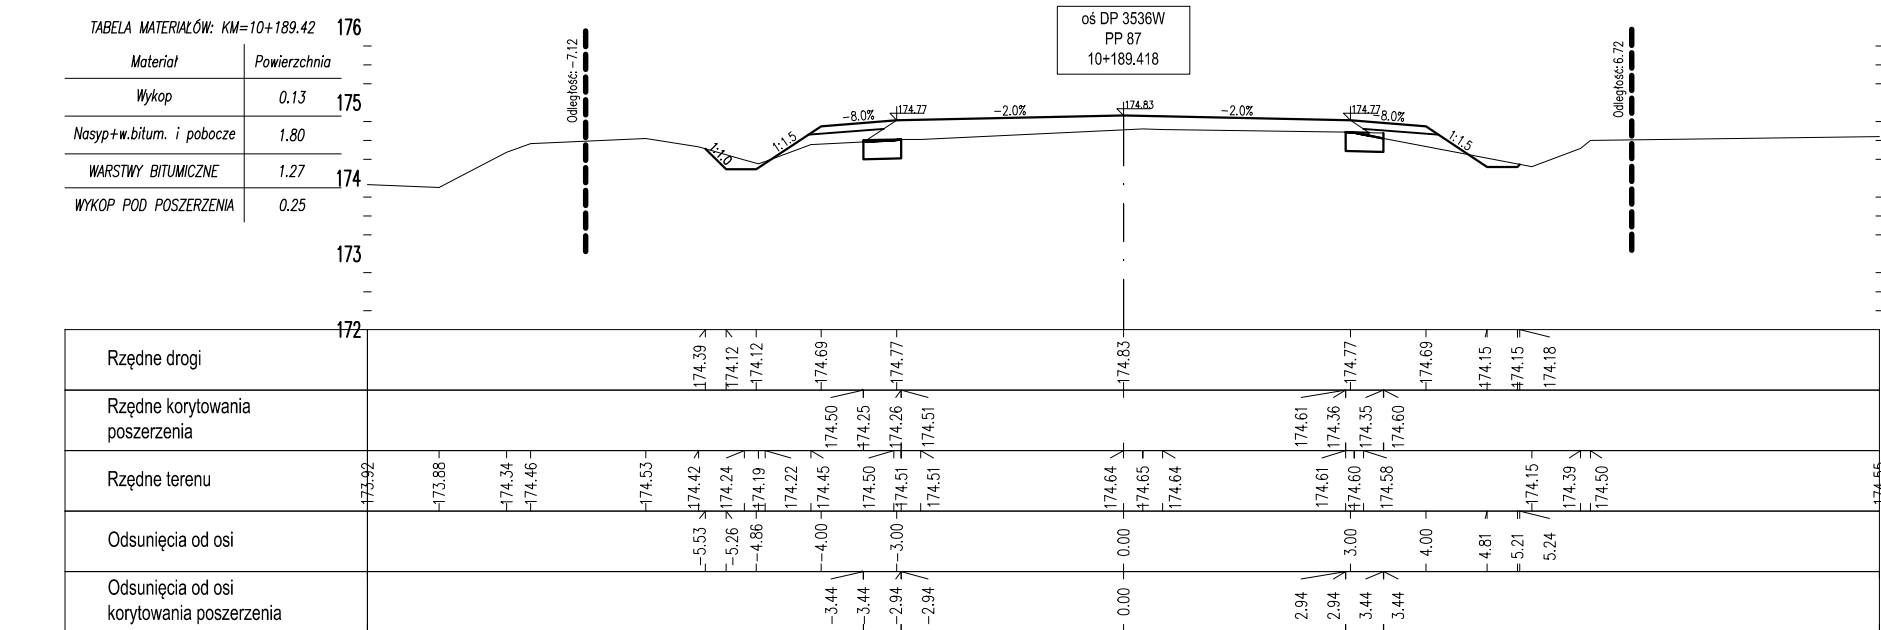 TABELA MATERIAŁÓW: KM=10+189.42
Materiał Powierzchnia
Wykop 0.13
Nasyp+w.bitum. i pobocze 1.80
WARSTWY BITUMICZNE 1.27
WYKOP POD POSZERZENIA 0.25
176
175
174
173
172
Odległość: -7.12
oś DP 3536W
PP 87
10+189.418
Odległość: 6.72
1:1.0
1:1.5
-8.0%
174.77
-2.0%
174.83
-2.0%
174.77
-8.0%
1:1.5
Rzędne drogi
174.39 174.12 174.12 174.69 174.77 174.83 174.77 174.69 174.15 174.15 174.18
Rzędne korytowania
poszerzenia
174.50 174.25 174.26 174.51 174.61 174.36 174.35 174.60
Rzędne terenu
173.92 173.88 174.34 174.46 174.53 174.42 174.24 174.19 174.22 174.45 174.50 174.51 174.51 174.64 174.65 174.64 174.61 174.60 174.58 174.15 174.39 174.50
Odsunięcia od osi
-5.53 -5.26 -4.86 -4.00 -3.00 0.00 3.00 4.00 4.81 5.21 5.24
Odsunięcia od osi
korytowania poszerzenia
-3.44 -3.44 -2.94 -2.94 0.00 2.94 2.94 3.44 3.44